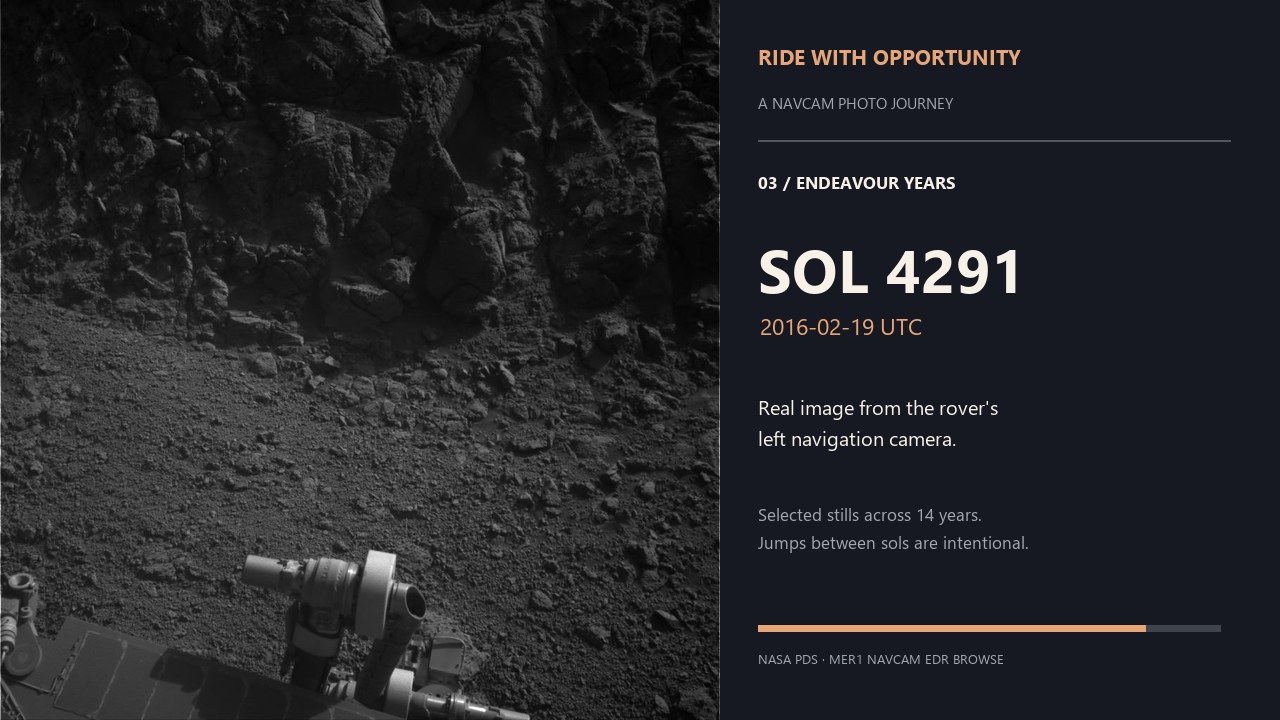 RIDE WITH OPPORTUNITY
A NAVCAM PHOTO JOURNEY
03 / ENDEAVOUR YEARS
SOL 4291
2016-02-19 UTC
Real image from the rover's
left navigation camera.
Selected stills across 14 years.
Jumps between sols are intentional.
NASA PDS · MER1 NAVCAM EDR BROWSE